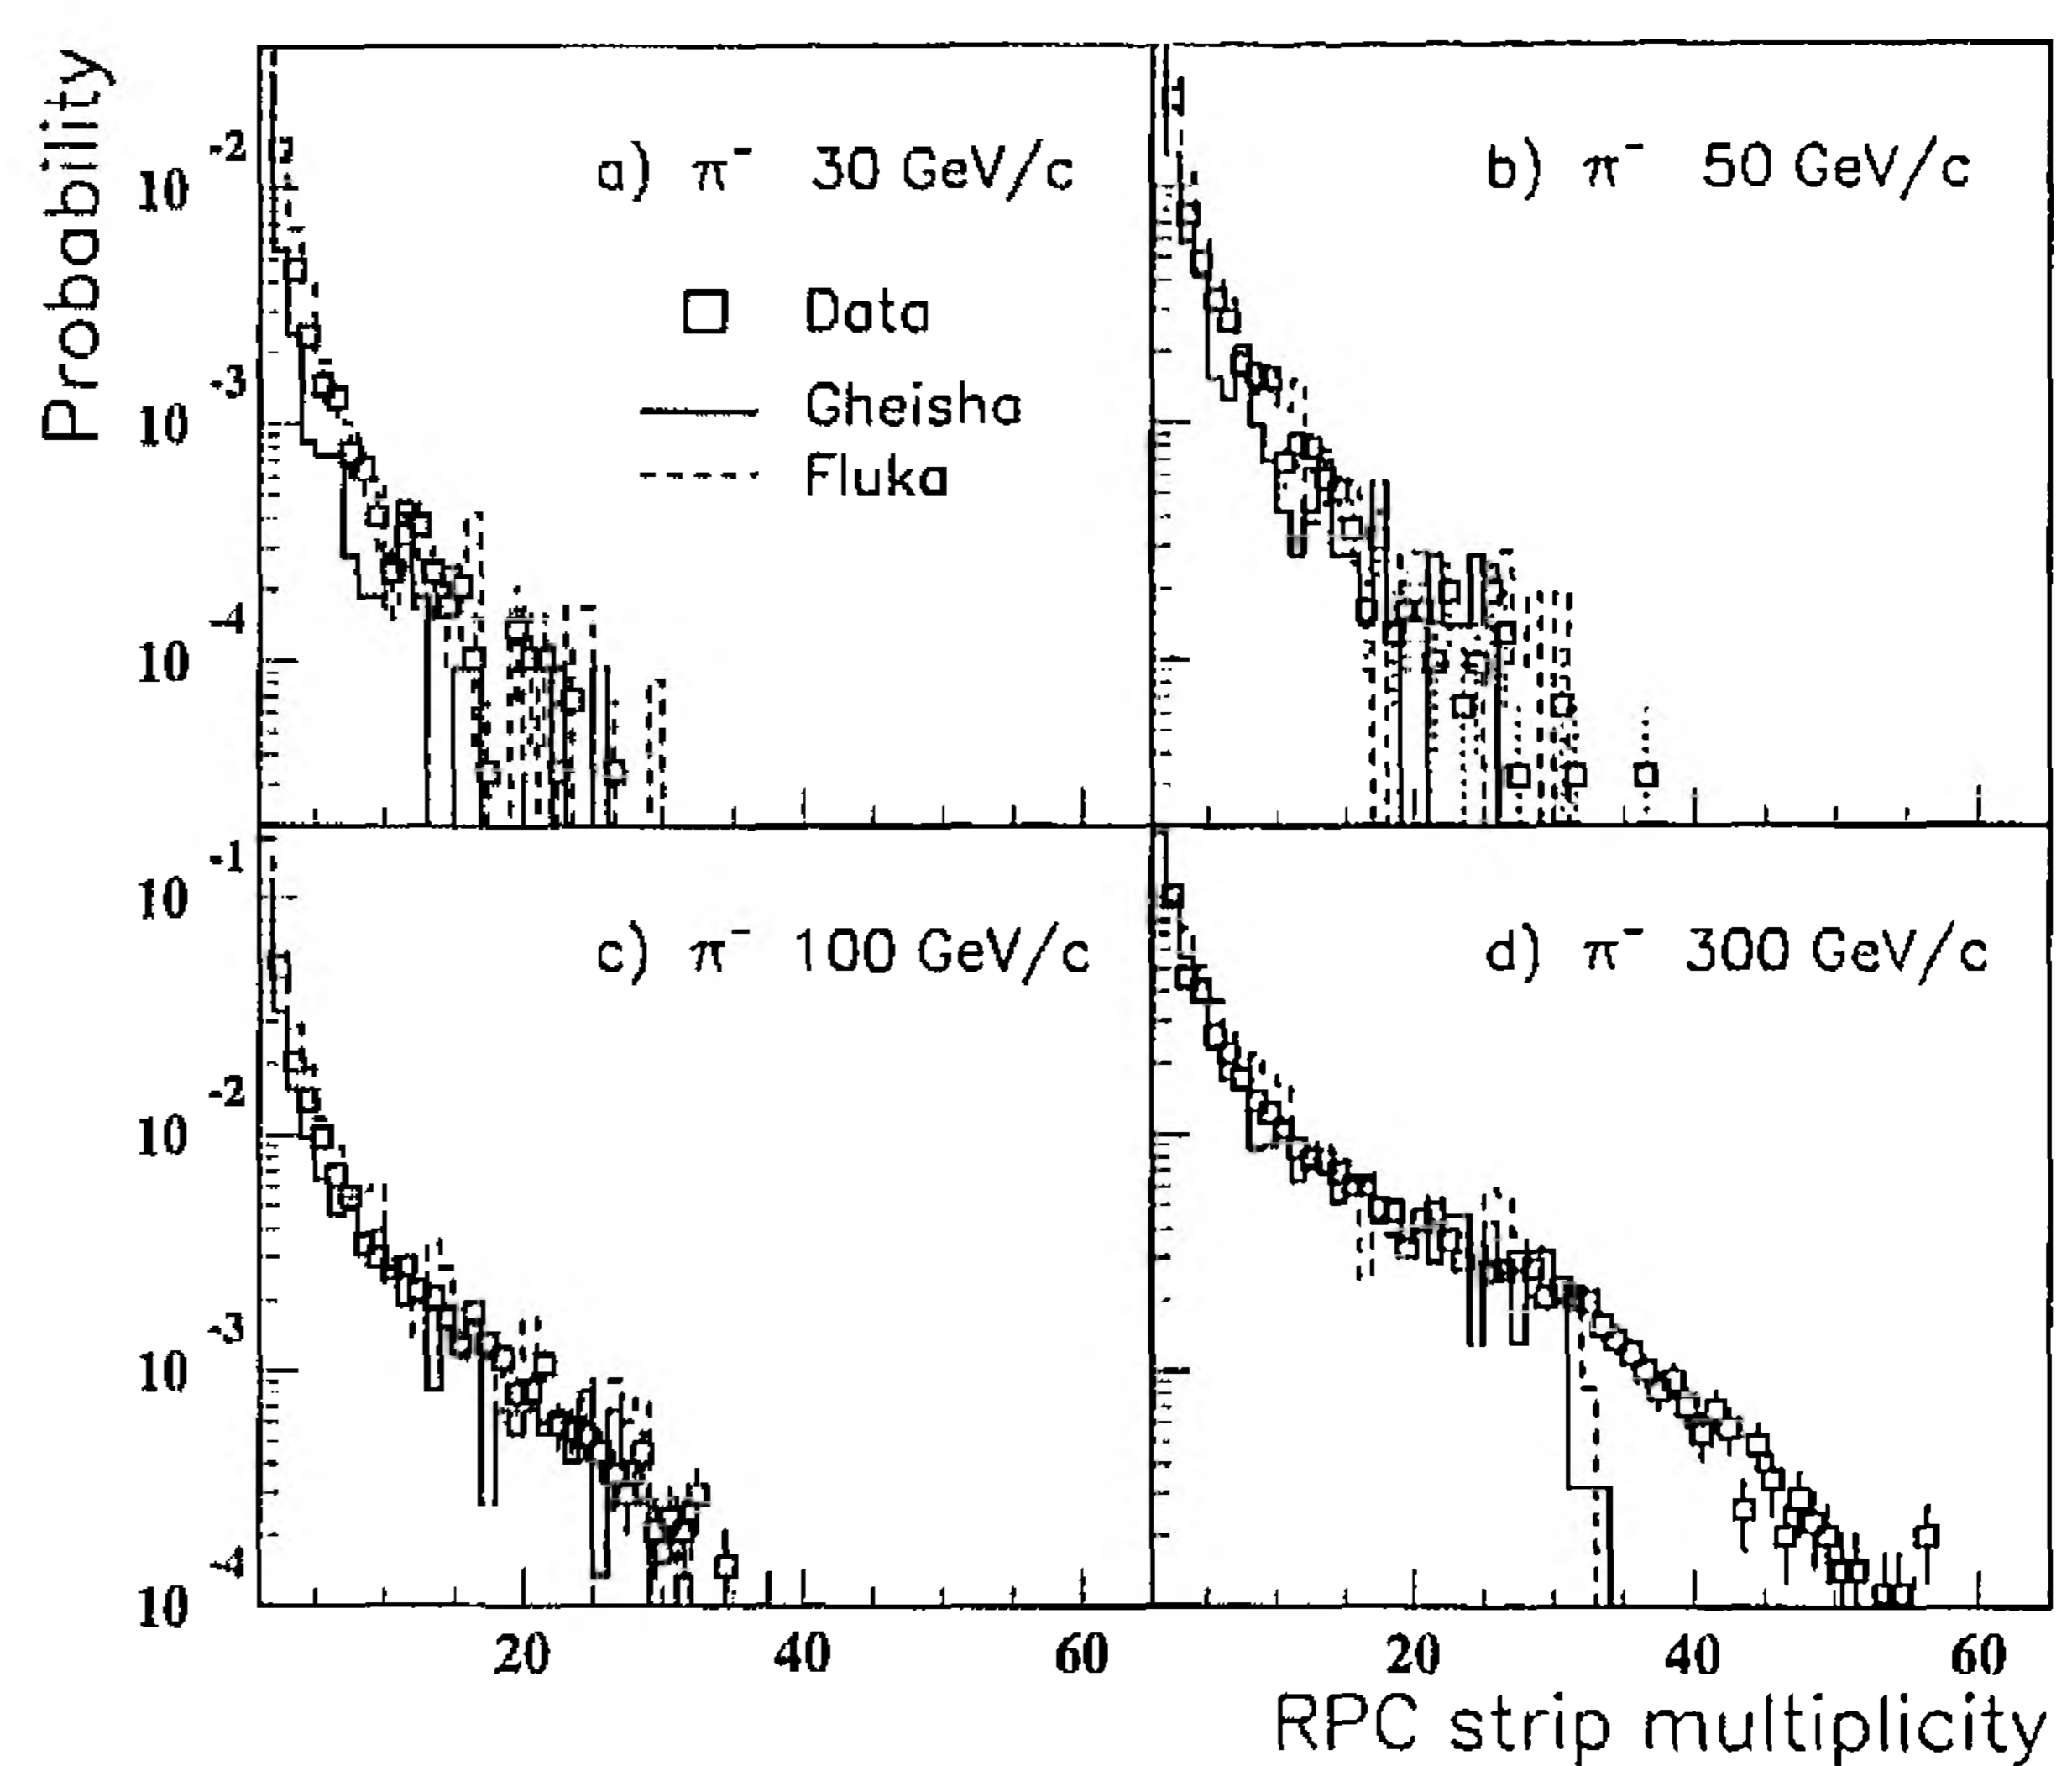 Probability
10^-2
10^-3
10^-4
a) π⁻ 30 GeV/c
□ Data
Gheisha
Fluka
b) π⁻ 50 GeV/c
10^-1
10^-2
10^-3
10^-4
c) π⁻ 100 GeV/c
d) π⁻ 300 GeV/c
20 40 60 20 40 60
RPC strip multiplicity